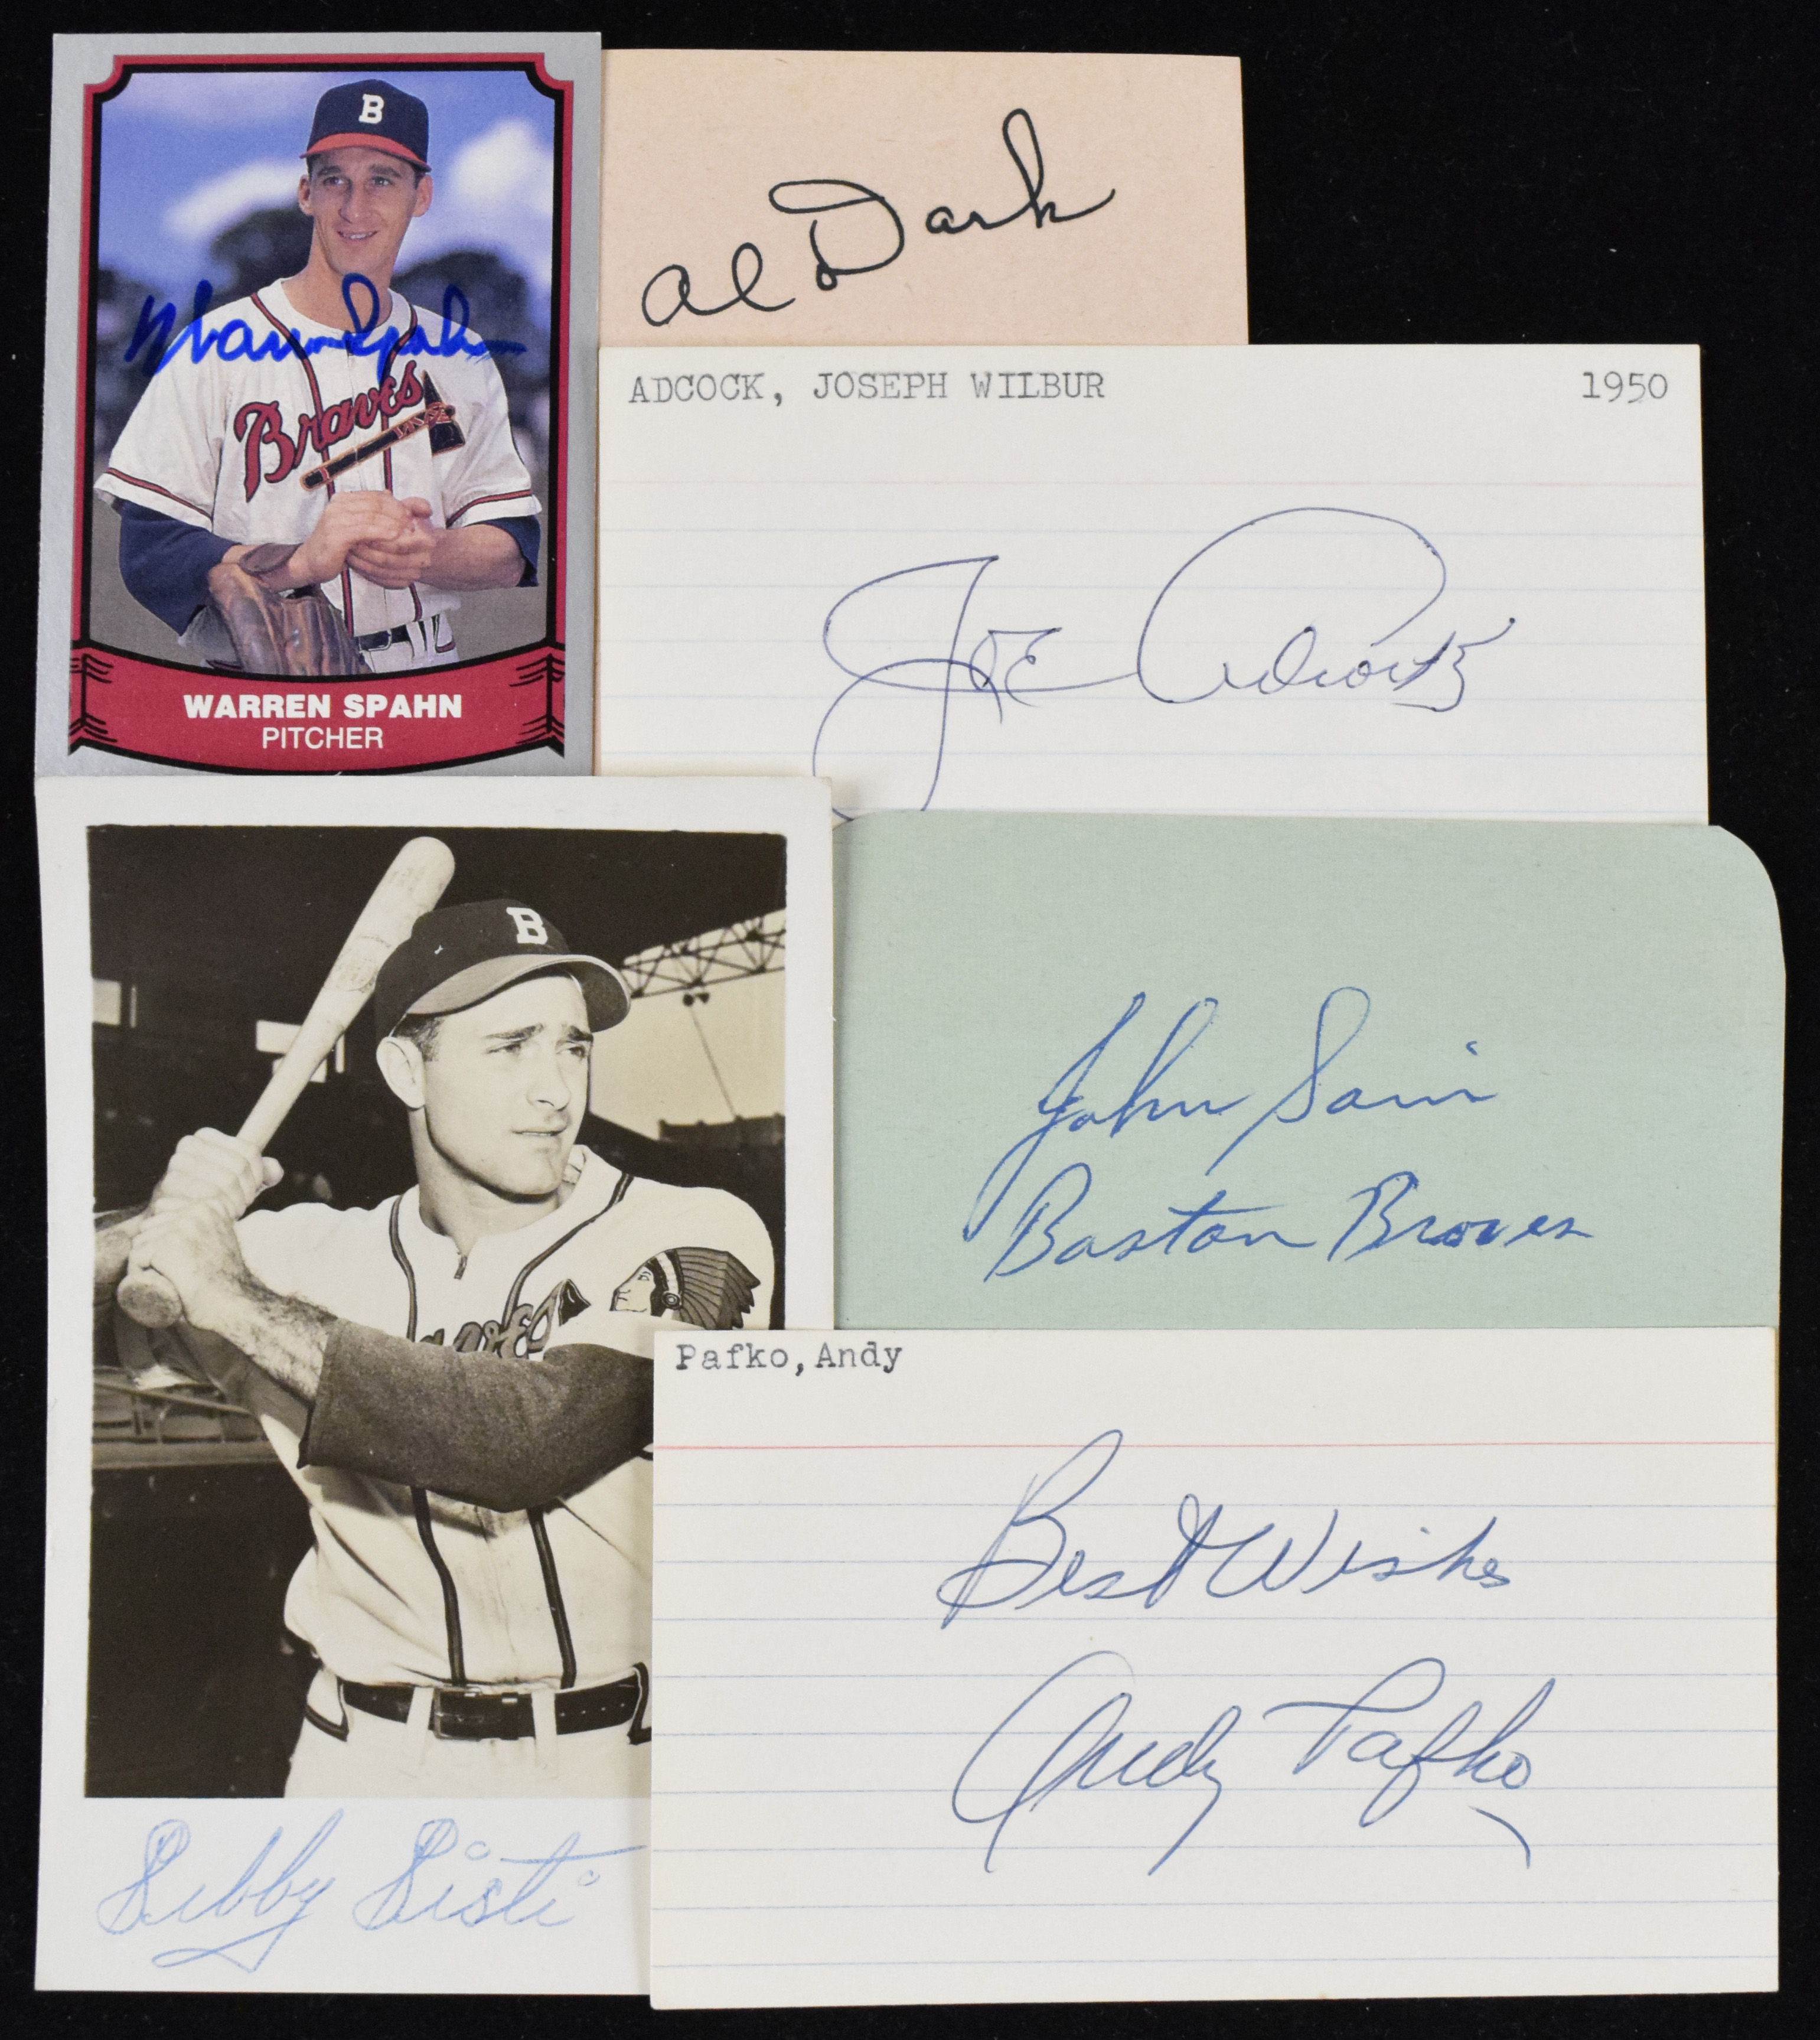 B
Warren Spahn
Braves
WARREN SPAHN
PITCHER
Al Dark
ADCOCK, JOSEPH WILBUR 1950
Joe Adcock
B
Braves
Sibby Sisti
John Sain
Boston Braves
Pafko,Andy
Best Wishes
Andy Pafko